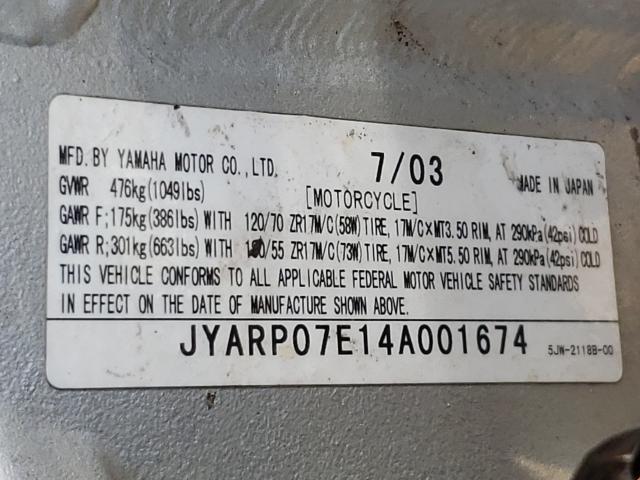 MFD. BY YAMAHA MOTOR CO., LTD. 7/03 MADE IN JAPAN
GVWR 476kg(1049lbs) [MOTORCYCLE]
GAWR F;175kg(386lbs) WITH 120/70 ZR17M/C(58W) TIRE, 17M/C×MT3.50 RIM, AT 290kPa(42psi) COLD
GAWR R;301kg(663lbs) WITH /55 ZR17M/C(73W) TIRE, 17M/C×MT5.50 RIM, AT 290kPa(42psi) COLD
THIS VEHICLE CONFORMS TO ALL APPLICABLE FEDERAL MOTOR VEHICLE SAFETY STANDARDS
IN EFFECT ON THE DATE OF MANUFACTURE SHOWN ABOVE.
JYARP07E14A001674 5JW-2118B-00